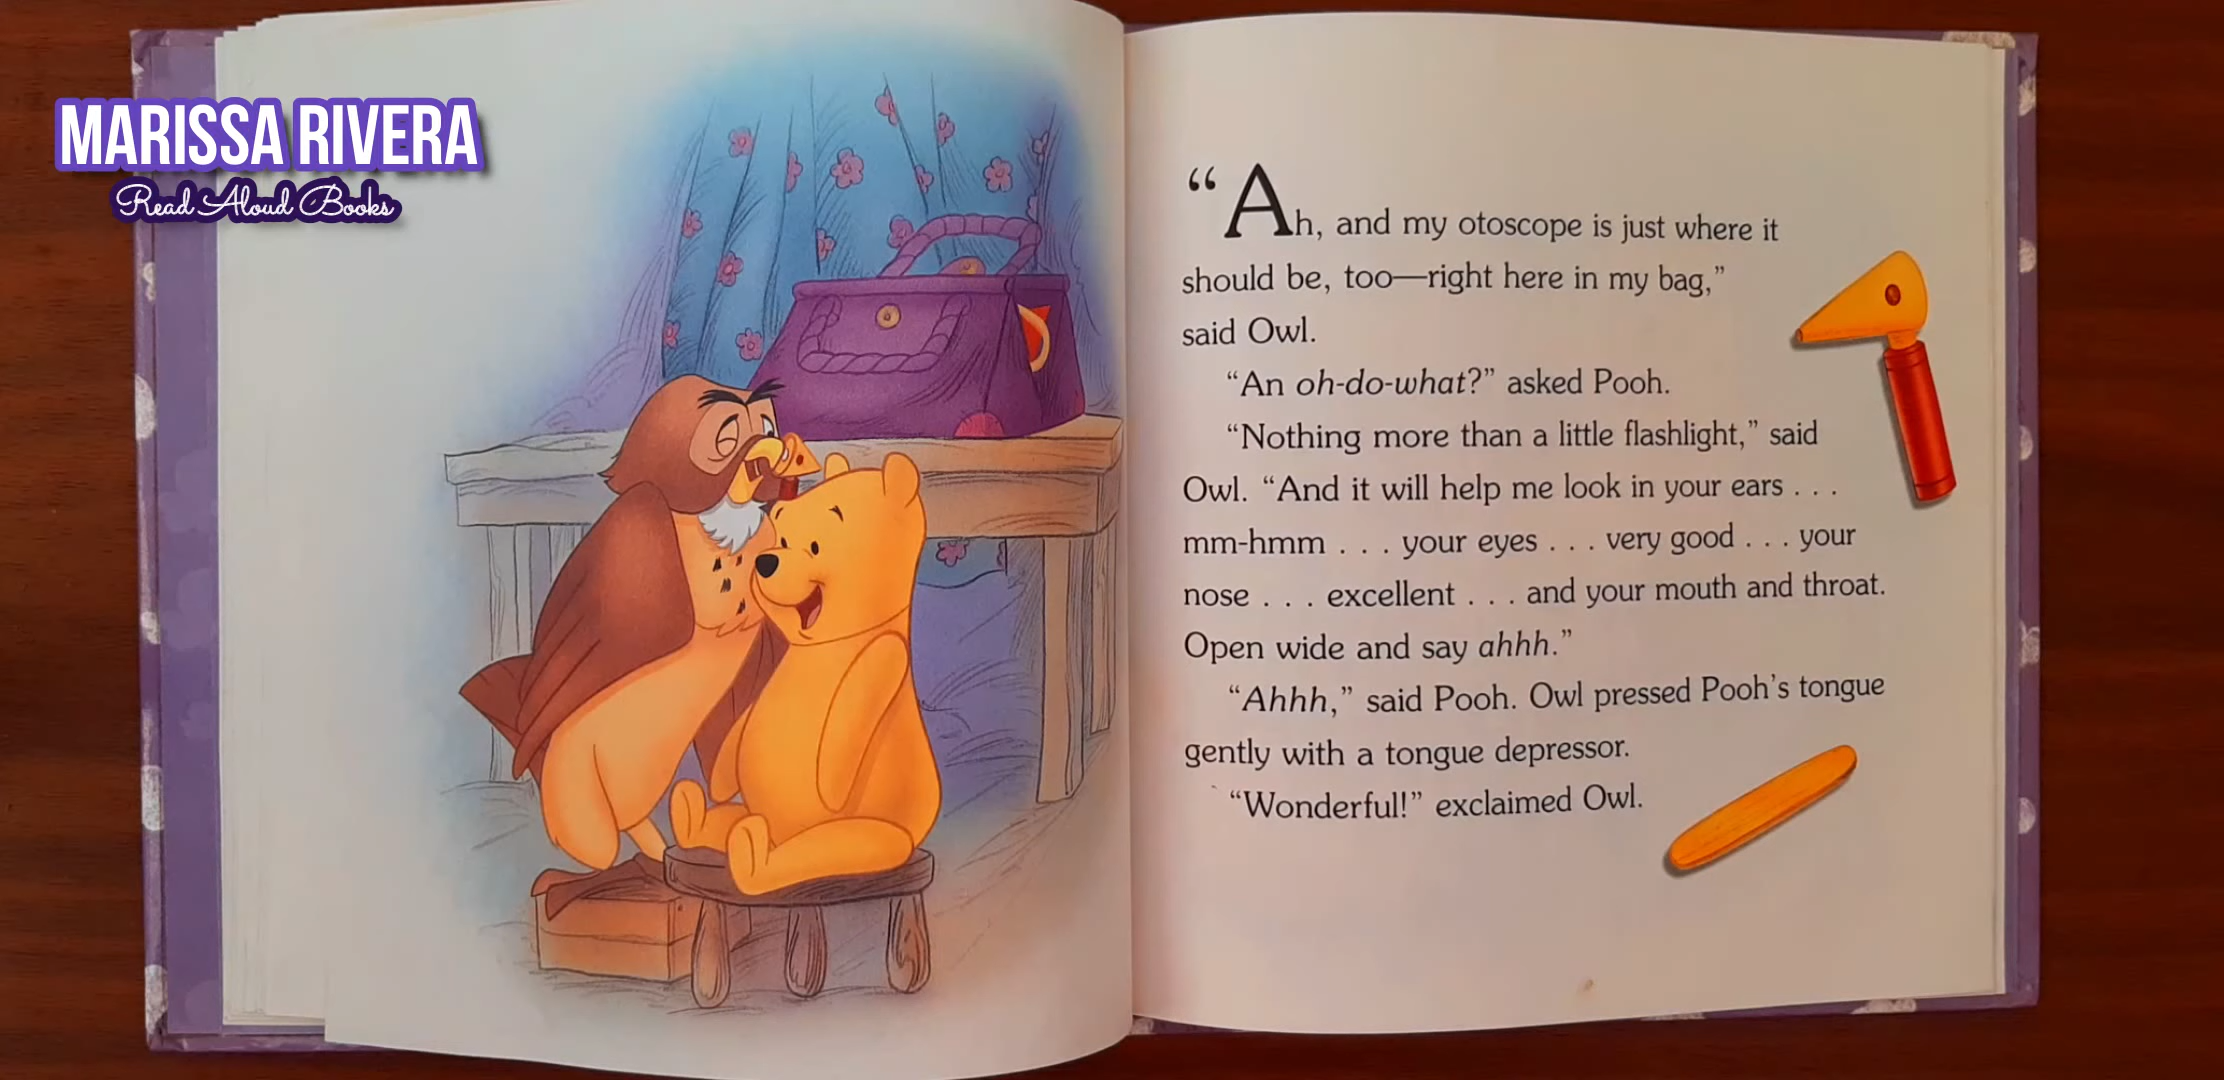 MARISSA RIVERA
Read Aloud Books
“Ah, and my otoscope is just where it
should be, too—right here in my bag,”
said Owl.
“An oh-do-what?” asked Pooh.
“Nothing more than a little flashlight,” said
Owl. “And it will help me look in your ears . . .
mm-hmm . . . your eyes . . . very good . . . your
nose . . . excellent . . . and your mouth and throat.
Open wide and say ahhh.”
“Ahhh,” said Pooh. Owl pressed Pooh’s tongue
gently with a tongue depressor.
“Wonderful!” exclaimed Owl.